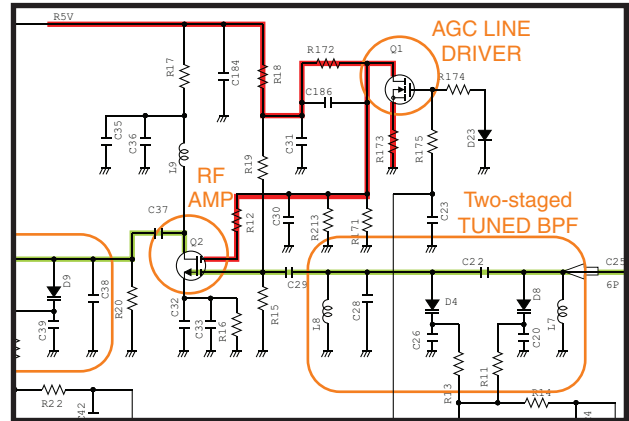 R5V
AGC LINE
DRIVER
Q1
R172
R17
C184
R18
C186
R174
C35
C36
C31
R173
R175
D23
L9
R19
RF
AMP
Two-staged
TUNED BPF
C37
R12
C30
R213
R171
C23
Q2
D9
C38
R20
C29
C22
C25
6P
C39
C32
C33
R16
R15
L8
C28
D4
D8
L7
C26
C20
R13
R11
R14
R22
C42